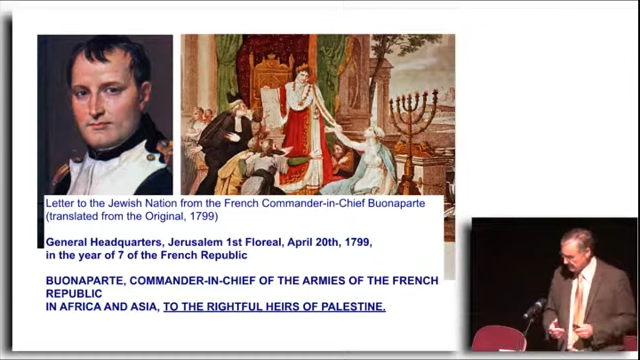 Letter to the Jewish Nation from the French Commander-in-Chief Buonaparte
(translated from the Original, 1799)
General Headquarters, Jerusalem 1st Floreal, April 20th, 1799,
in the year of 7 of the French Republic
BUONAPARTE, COMMANDER-IN-CHIEF OF THE ARMIES OF THE FRENCH
REPUBLIC
IN AFRICA AND ASIA, TO THE RIGHTFUL HEIRS OF PALESTINE.